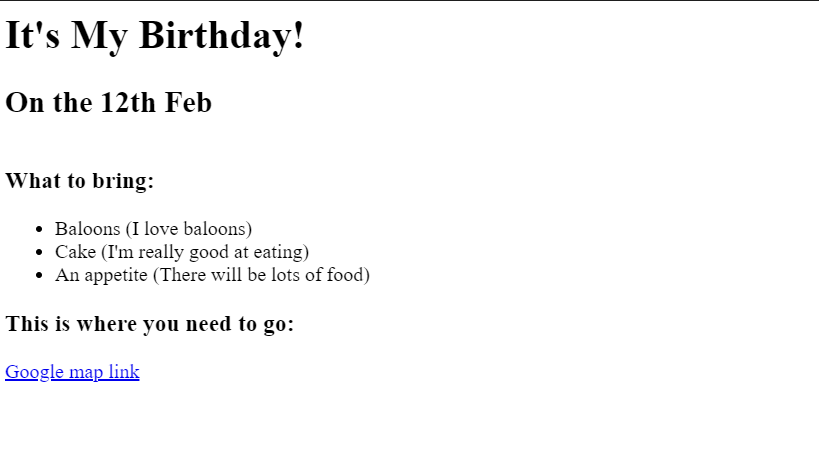 It's My Birthday!
On the 12th Feb
What to bring:
Baloons (I love baloons)
Cake (I'm really good at eating)
An appetite (There will be lots of food)
This is where you need to go:
Google map link